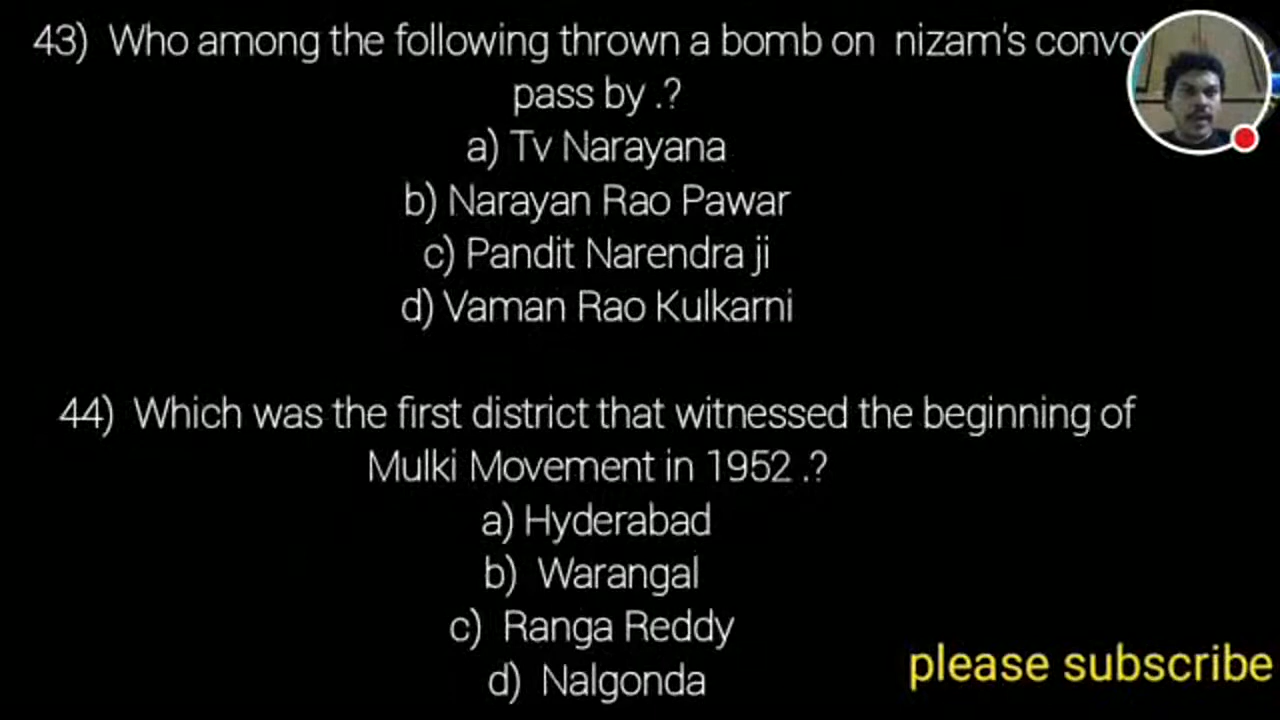 43) Who among the following thrown a bomb on nizam's
pass by .?
a) Tv Narayana
b) Narayan Rao Pawar
c) Pandit Narendra ji
d) Vaman Rao Kulkarni
44) Which was the first district that witnessed the beginning of
Mulki Movement in 1952 .?
a) Hyderabad
b) Warangal
c) Ranga Reddy
d) Nalgonda
please subscribe